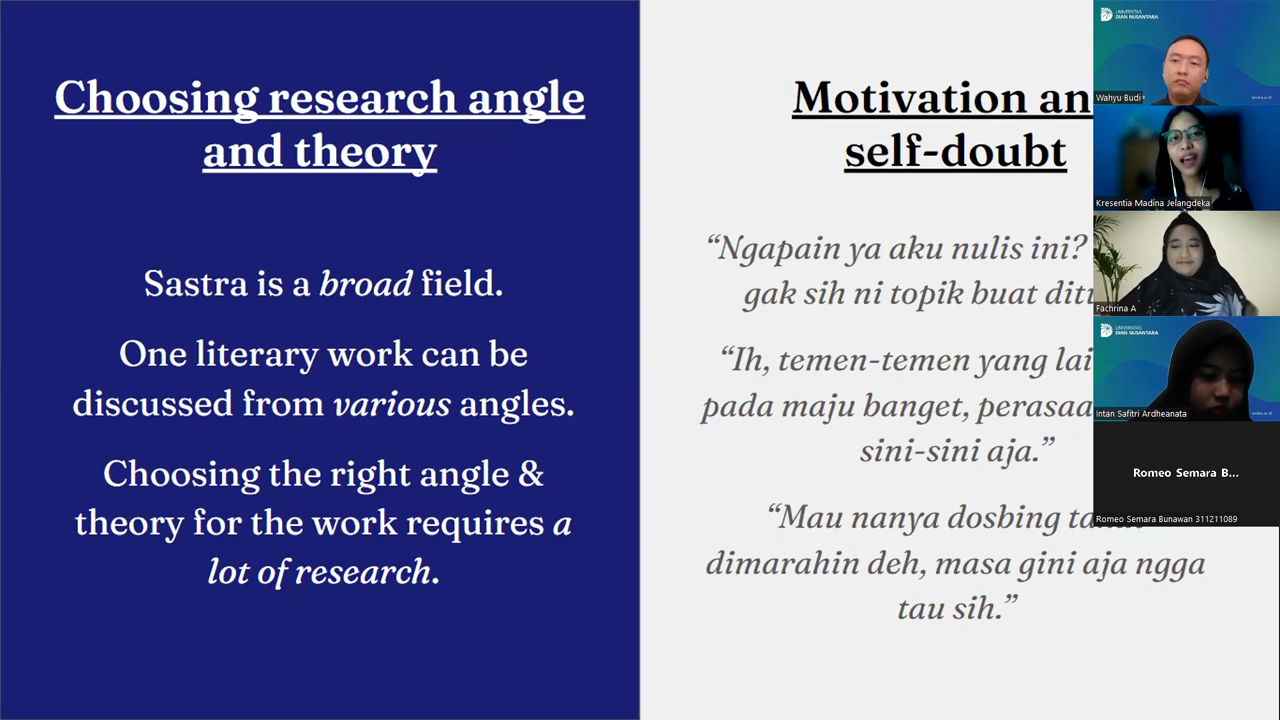 Choosing research angle
and theory
Sastra is a broad field.
One literary work can be
discussed from various angles.
Choosing the right angle &
theory for the work requires a
lot of research.
Motivation an
self-doubt
“Ngapain ya aku nulis ini?
gak sih ni topik buat
“Ih, temen-temen yang
pada maju banget,
sini-sini aja.”
“Mau nanya dosbing
dimarahin deh, masa gini aja ngga
tau sih.”
UNIVERSITAS
DIAN NUSANTARA
Wahyu Budi
Kresentia Madina Jelangdeka
Fachrina A
UNIVERSITAS
DIAN NUSANTARA
Intan Safitri Ardheanata
Romeo Semara B...
Romeo Semara Bunawan 311211089